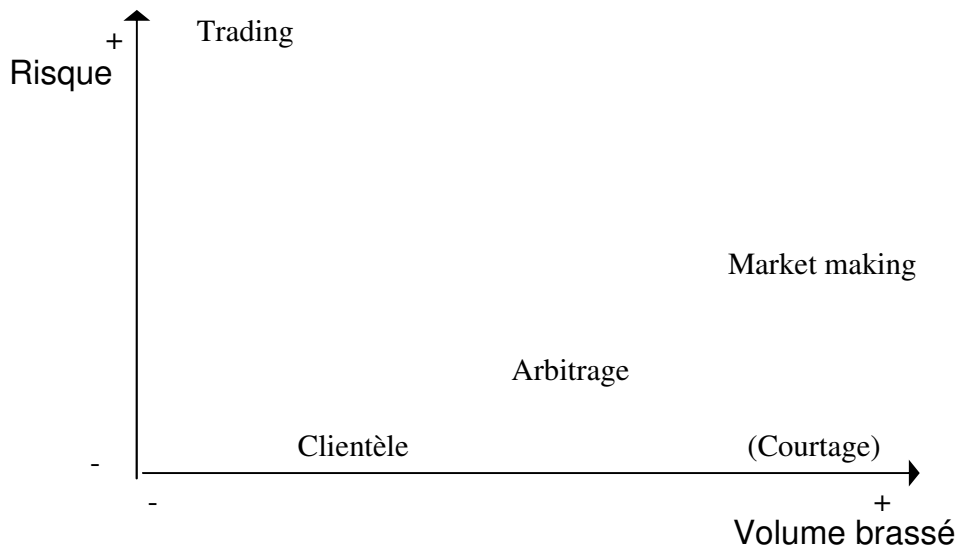 Trading
+
Risque
Market making
Arbitrage
Clientèle
(Courtage)
-
-
+
Volume brassé